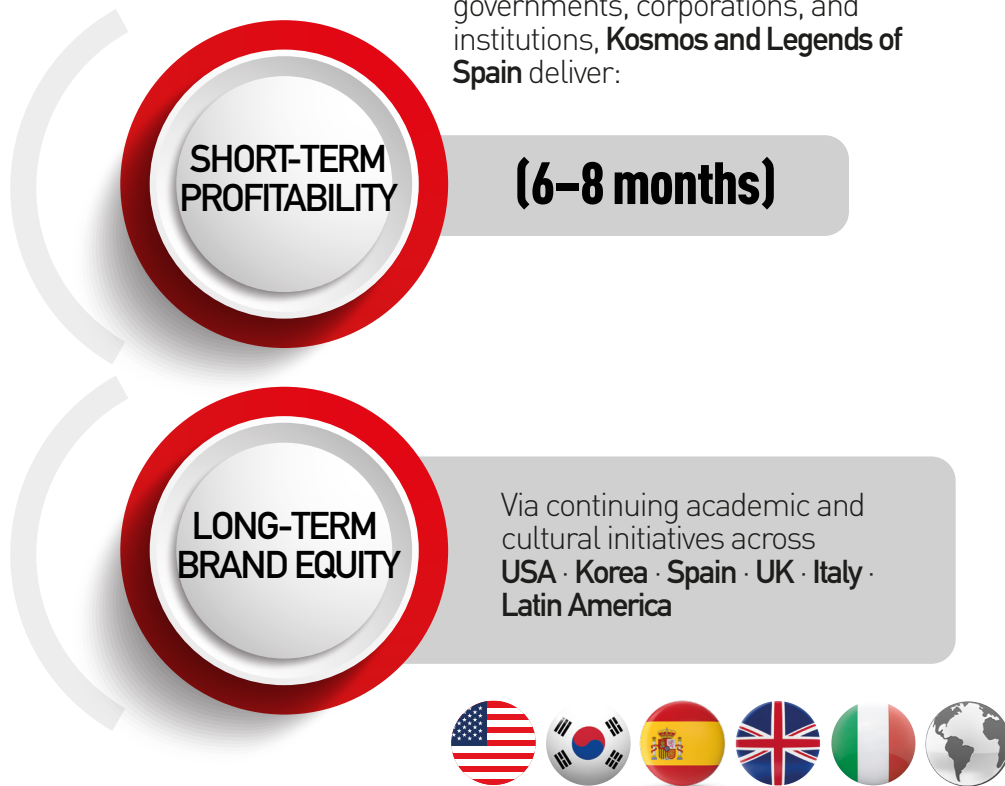 governments, corporations, and
institutions, Kosmos and Legends of
Spain deliver:
SHORT-TERM
PROFITABILITY
(6–8 months)
LONG-TERM
BRAND EQUITY
Via continuing academic and
cultural initiatives across
USA · Korea · Spain · UK · Italy ·
Latin America